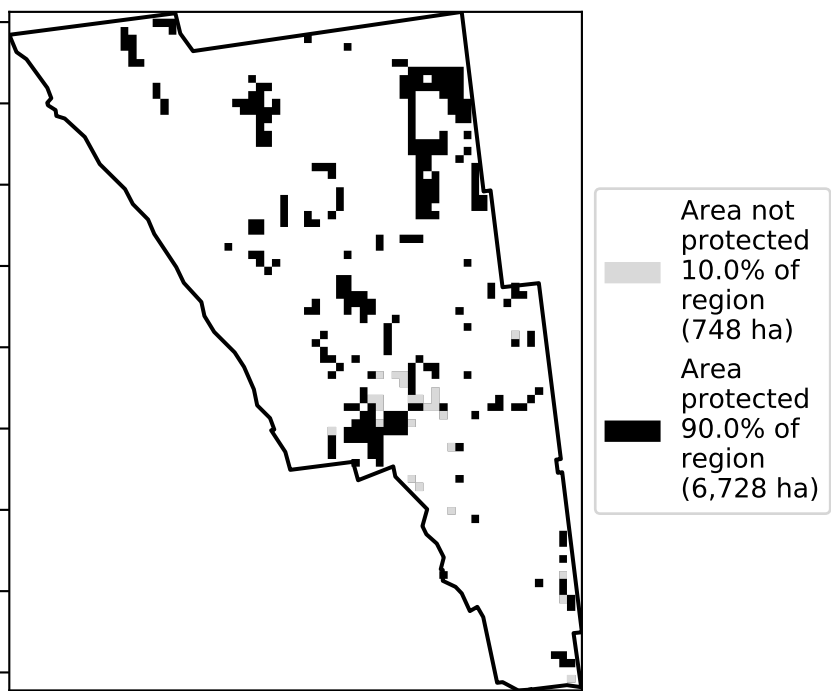 Area not
protected
10.0% of
region
(748 ha)
Area
protected
90.0% of
region
(6,728 ha)